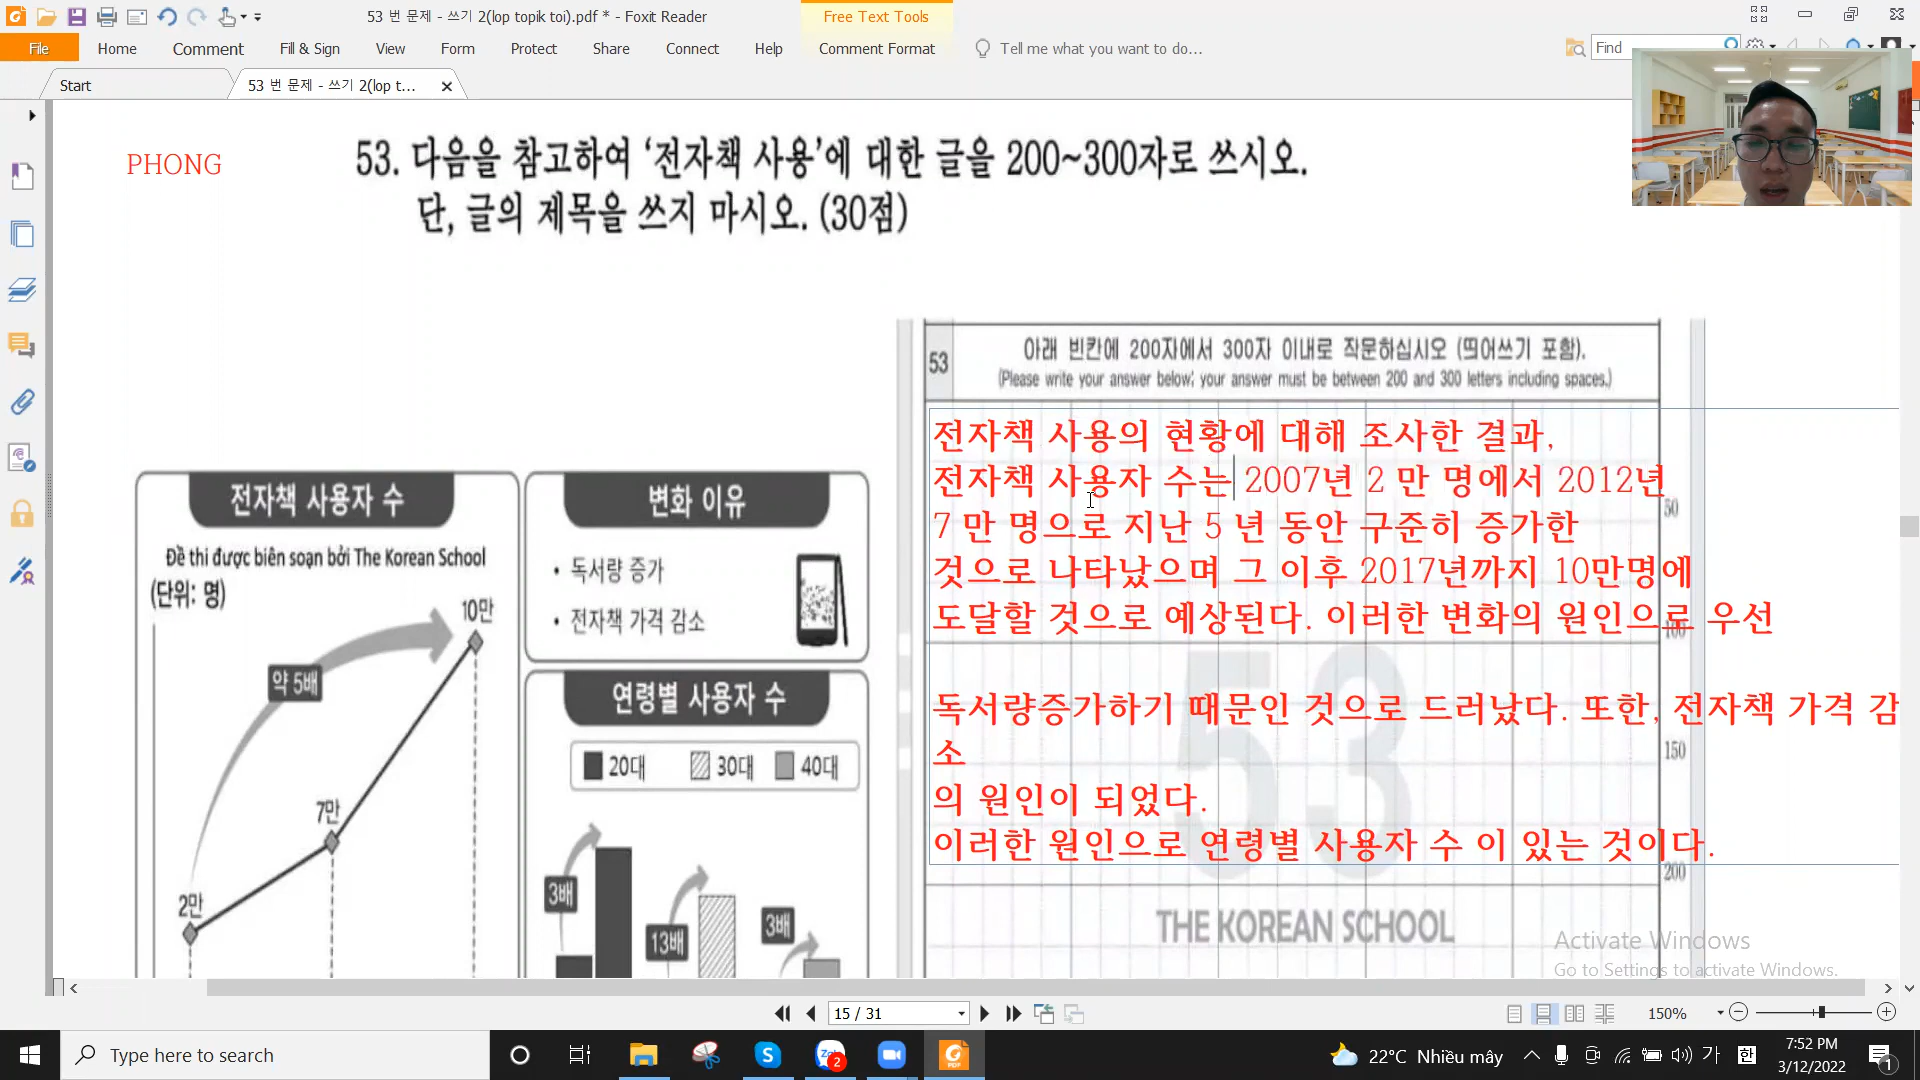 53 번 문제 - 쓰기 2(lop topik toi).pdf * - Foxit Reader
Free Text Tools
File
Home
Comment
Fill & Sign
View
Form
Protect
Share
Connect
Help
Comment Format
Tell me what you want to do...
Find
Start
53 번 문제 - 쓰기 2(lop t...
PHONG
53. 다음을 참고하여 ‘전자책 사용’에 대한 글을 200~300자로 쓰시오.
단, 글의 제목을 쓰지 마시오. (30점)
53
아래 빈칸에 200자에서 300자 이내로 작문하십시오 (띄어쓰기 포함).
(Please write your answer below; your answer must be between 200 and 300 letters including spaces.)
전자책 사용의 현황에 대해 조사한 결과,
전자책 사용자 수는 2007년 2 만 명에서 2012년
50
7 만 명으로 지난 5 년 동안 구준히 증가한
것으로 나타났으며 그 이후 2017년까지 10만명에
도달할 것으로 예상된다. 이러한 변화의 원인으로 우선
100
독서량증가하기 때문인 것으로 드러났다. 또한, 전자책 가격 감
소
150
의 원인이 되었다.
이러한 원인으로 연령별 사용자 수 이 있는 것이다.
200
53
THE KOREAN SCHOOL
전자책 사용자 수
Đề thi được biên soạn bởi The Korean School
(단위: 명)
10만
약 5배
7만
2만
변화 이유
• 독서량 증가
• 전자책 가격 감소
연령별 사용자 수
20대
30대
40대
3배
13배
3배
Activate Windows
Go to Settings to activate Windows.
15 / 31
150%
Type here to search
2
22°C Nhiều mây
가
한
7:52 PM
3/12/2022
1